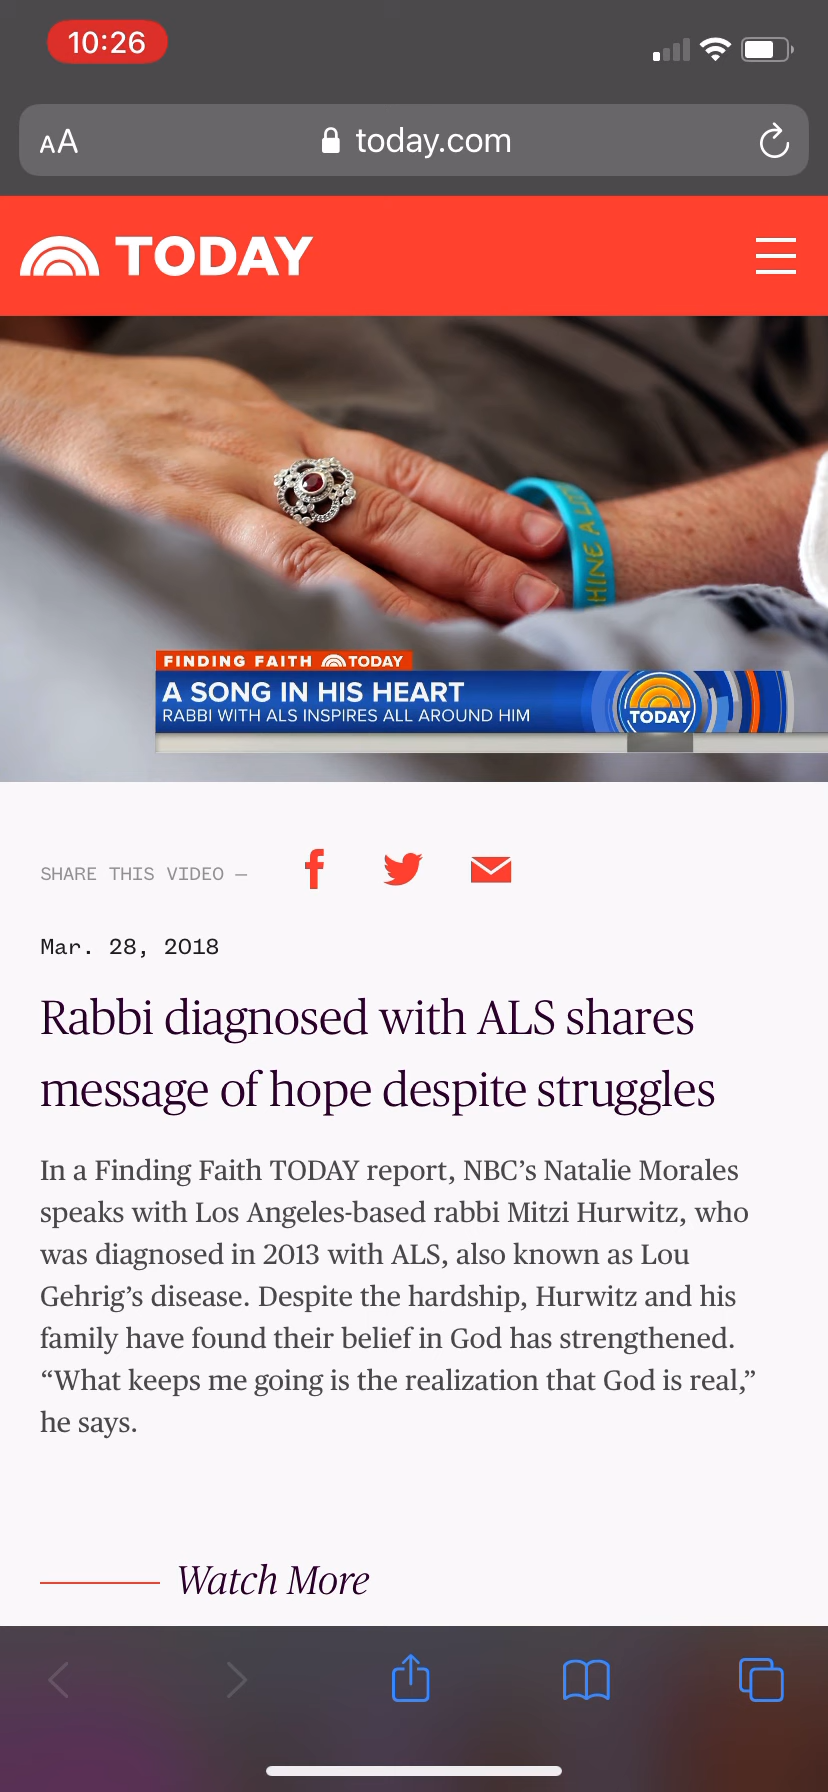 10:26
AA today.com
TODAY
HINE A
FINDING FAITH TODAY
A SONG IN HIS HEART
RABBI WITH ALS INSPIRES ALL AROUND HIM
TODAY
SHARE THIS VIDEO —
Mar. 28, 2018
Rabbi diagnosed with ALS shares
message of hope despite struggles
In a Finding Faith TODAY report, NBC’s Natalie Morales
speaks with Los Angeles-based rabbi Mitzi Hurwitz, who
was diagnosed in 2013 with ALS, also known as Lou
Gehrig’s disease. Despite the hardship, Hurwitz and his
family have found their belief in God has strengthened.
“What keeps me going is the realization that God is real,”
he says.
Watch More